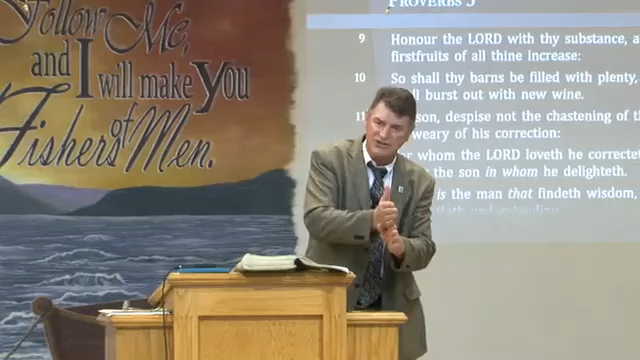 Follow Me,
and I will make You
Fishers of Men.
PROVERBS 3
9 Honour the LORD with thy substance, a
firstfruits of all thine increase:
10 So shall thy barns be filled with plenty,
ll burst out with new wine.
11 son, despise not the chastening of t
weary of his correction:
or whom the LORD loveth he correcte
the son in whom he delighteth.
is the man that findeth wisdom,